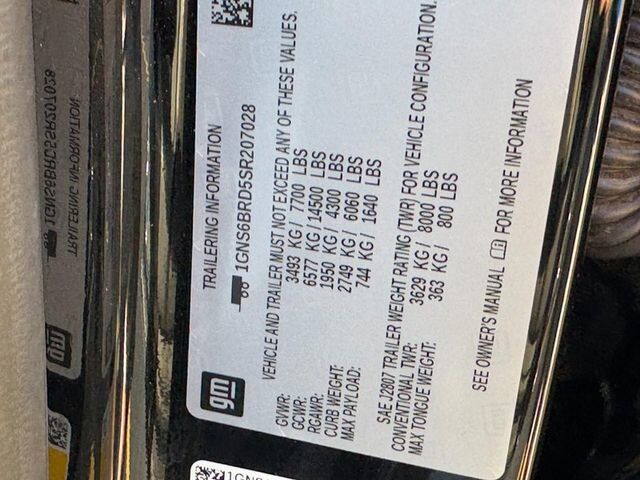 TRAILERING INFORMATION
1GNS6BRD5SR207028
VEHICLE AND TRAILER MUST NOT EXCEED ANY OF THESE VALUES.
GVWR: 3493 KG/ 7700 LBS
GCWR: 6577 KG/ 14500 LBS
RGAWR: 1950 KG/ 4300 LBS
CURB WEIGHT: 2749 KG/ 6060 LBS
MAX PAYLOAD: 744 KG/ 1640 LBS
SAE J2807 TRAILER WEIGHT RATING (TWR) FOR VEHICLE CONFIGURATION.
CONVENTIONAL TWR: 3629 KG/ 8000 LBS
MAX TONGUE WEIGHT: 363 KG/ 800 LBS
SEE OWNER'S MANUAL FOR MORE INFORMATION
gm